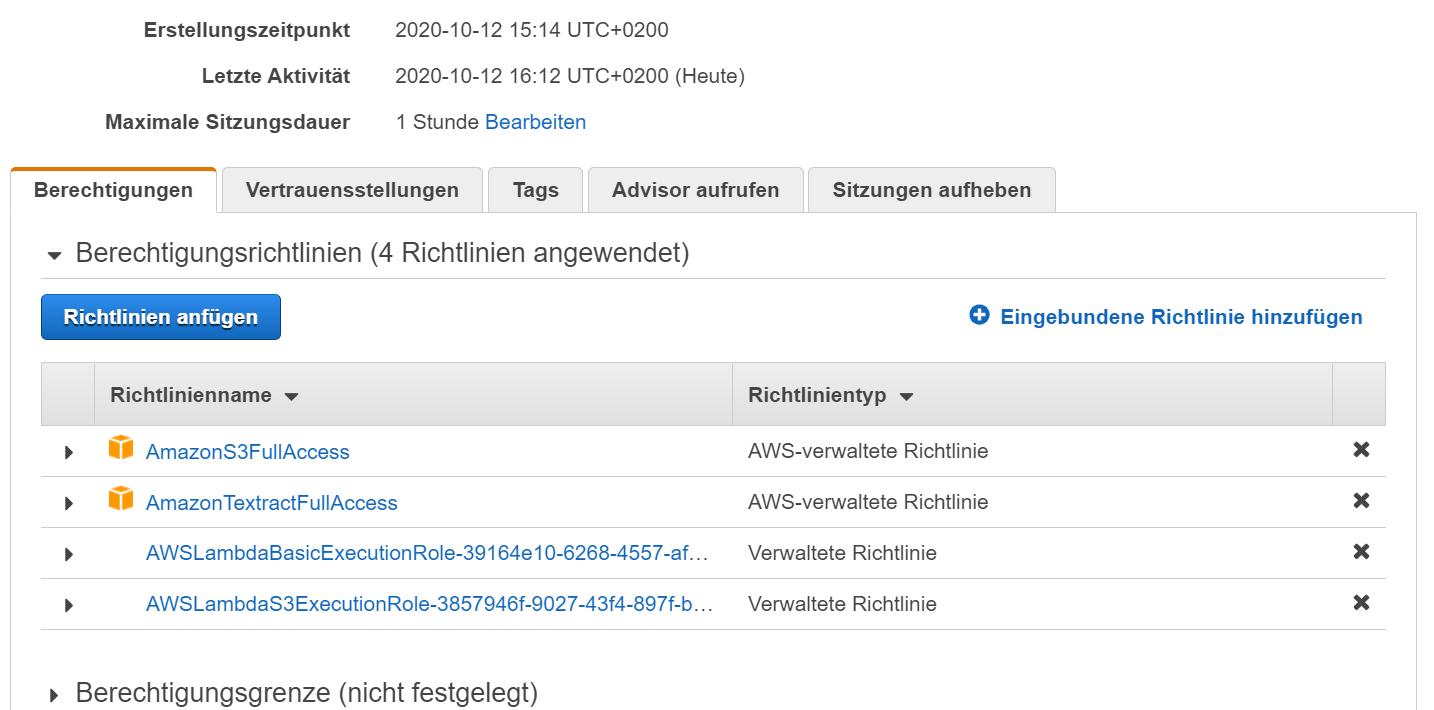 Erstellungszeitpunkt 2020-10-12 15:14 UTC+0200
Letzte Aktivität 2020-10-12 16:12 UTC+0200 (Heute)
Maximale Sitzungsdauer 1 Stunde Bearbeiten
Berechtigungen Vertrauensstellungen Tags Advisor aufrufen Sitzungen aufheben
Berechtigungsrichtlinien (4 Richtlinien angewendet)
Richtlinien anfügen Eingebundene Richtlinie hinzufügen
Richtlinienname Richtlinientyp
AmazonS3FullAccess AWS-verwaltete Richtlinie
AmazonTextractFullAccess AWS-verwaltete Richtlinie
AWSLambdaBasicExecutionRole-39164e10-6268-4557-af… Verwaltete Richtlinie
AWSLambdaS3ExecutionRole-3857946f-9027-43f4-897f-b… Verwaltete Richtlinie
Berechtigungsgrenze (nicht festgelegt)